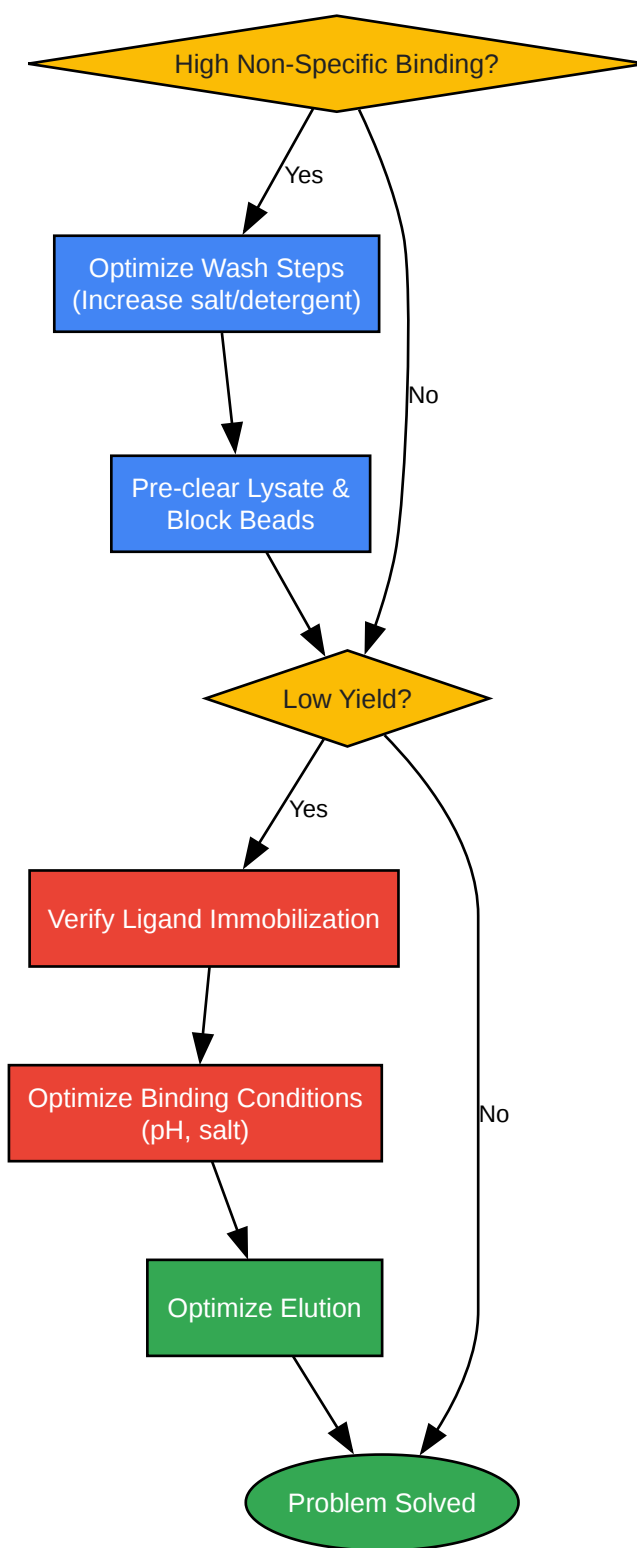 High Non-Specific Binding?
Yes
Optimize Wash Steps
(Increase salt/detergent)
No
Pre-clear Lysate &
Block Beads
Low Yield?
Yes
Verify Ligand Immobilization
Optimize Binding Conditions
(pH, salt)
No
Optimize Elution
Problem Solved